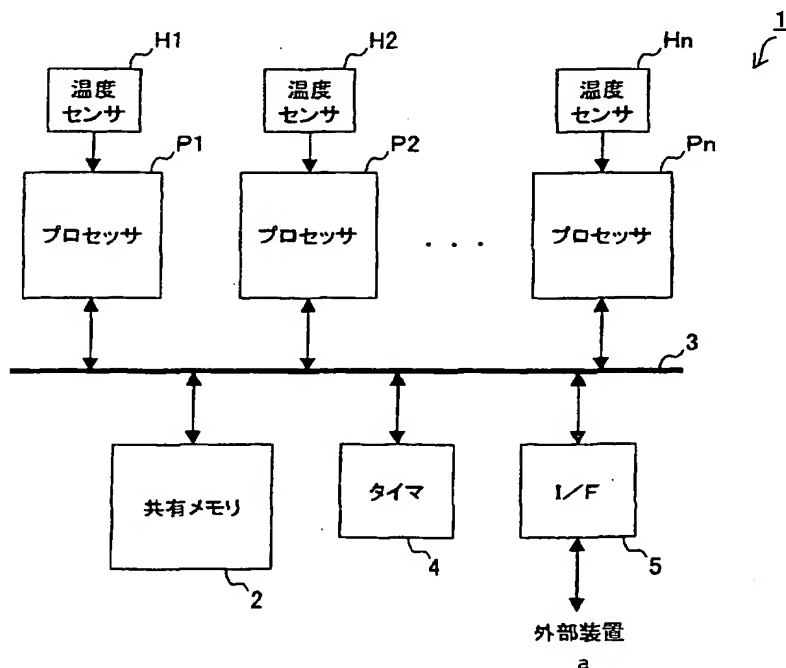 1
H1 H2 Hn
温度
センサ
温度
センサ
温度
センサ
P1 P2 Pn
プロセッサ プロセッサ ... プロセッサ
3
共有メモリ タイマ I/F
2 4 5
外部装置
a